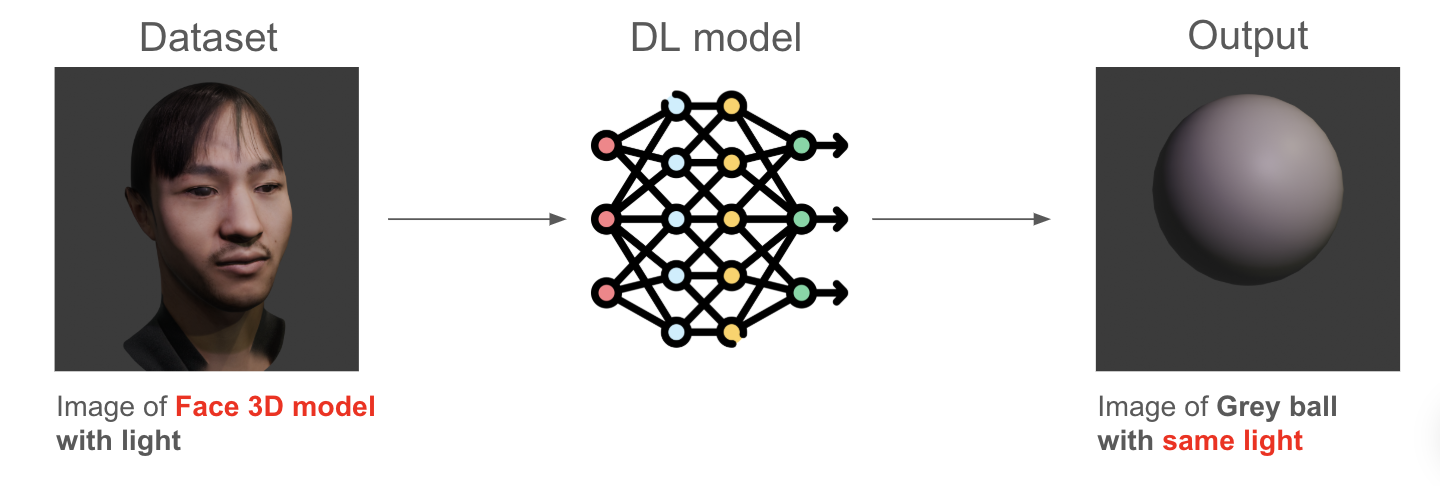 Dataset
DL model
Output
Image of Face 3D model
with light
Image of Grey ball
with same light